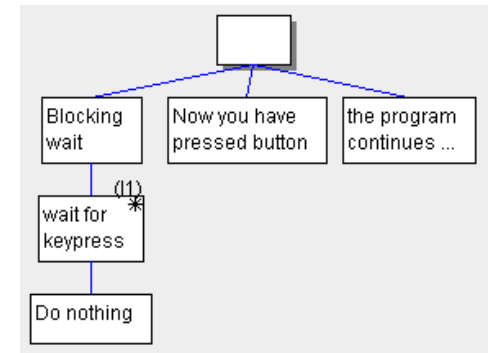 Blocking
wait
Now you have
pressed button
the program
continues ...
(I1)
*
wait for
keypress
Do nothing